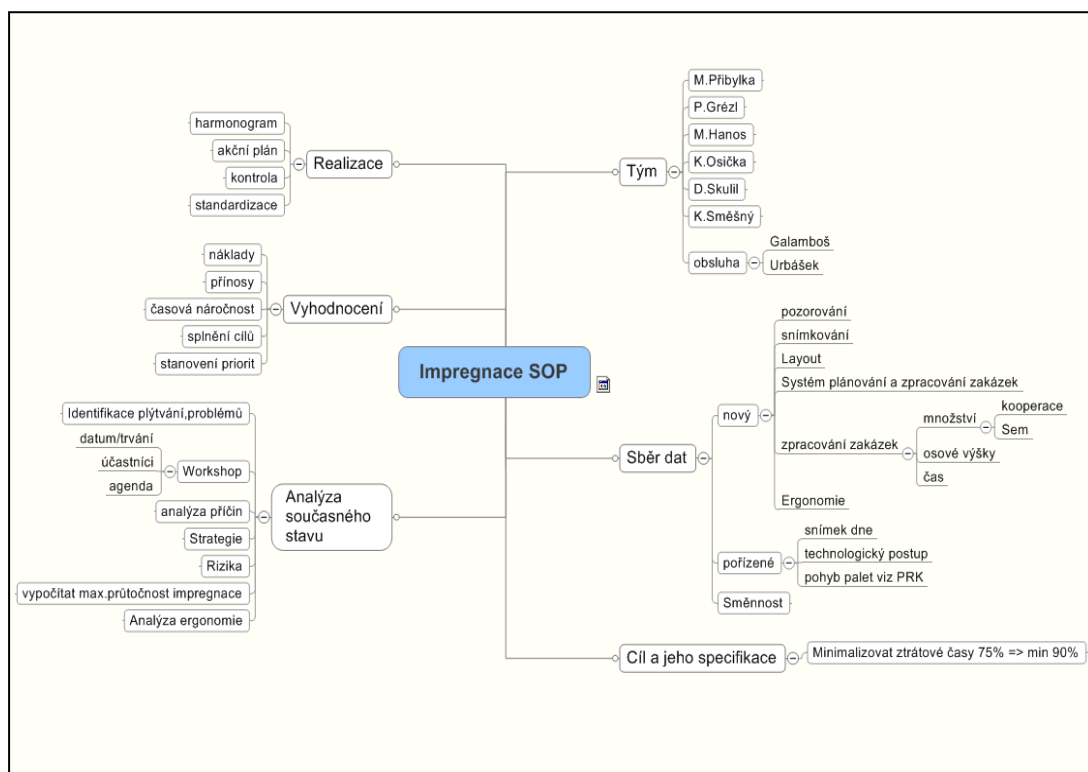 Impregnace SOP
Tým
M.Přibylka
P.Grézl
M.Hanos
K.Osička
D.Skulil
K.Směšný
obsluha
Galamboš
Urbášek
Sběr dat
nový
pozorování
snímkování
Layout
Systém plánování a zpracování zakázek
zpracování zakázek
množství
kooperace
Sem
osové výšky
čas
Ergonomie
pořízené
snímek dne
technologický postup
pohyb palet viz PRK
Směnnost
Cíl a jeho specifikace
Minimalizovat ztrátové časy 75% => min 90%
Realizace
harmonogram
akční plán
kontrola
standardizace
Vyhodnocení
náklady
přínosy
časová náročnost
splnění cílů
stanovení priorit
Analýza
současného
stavu
Identifikace plýtvání,problémů
Workshop
datum/trvání
účastníci
agenda
analýza příčin
Strategie
Rizika
vypočítat max.průtočnost impregnace
Analýza ergonomie